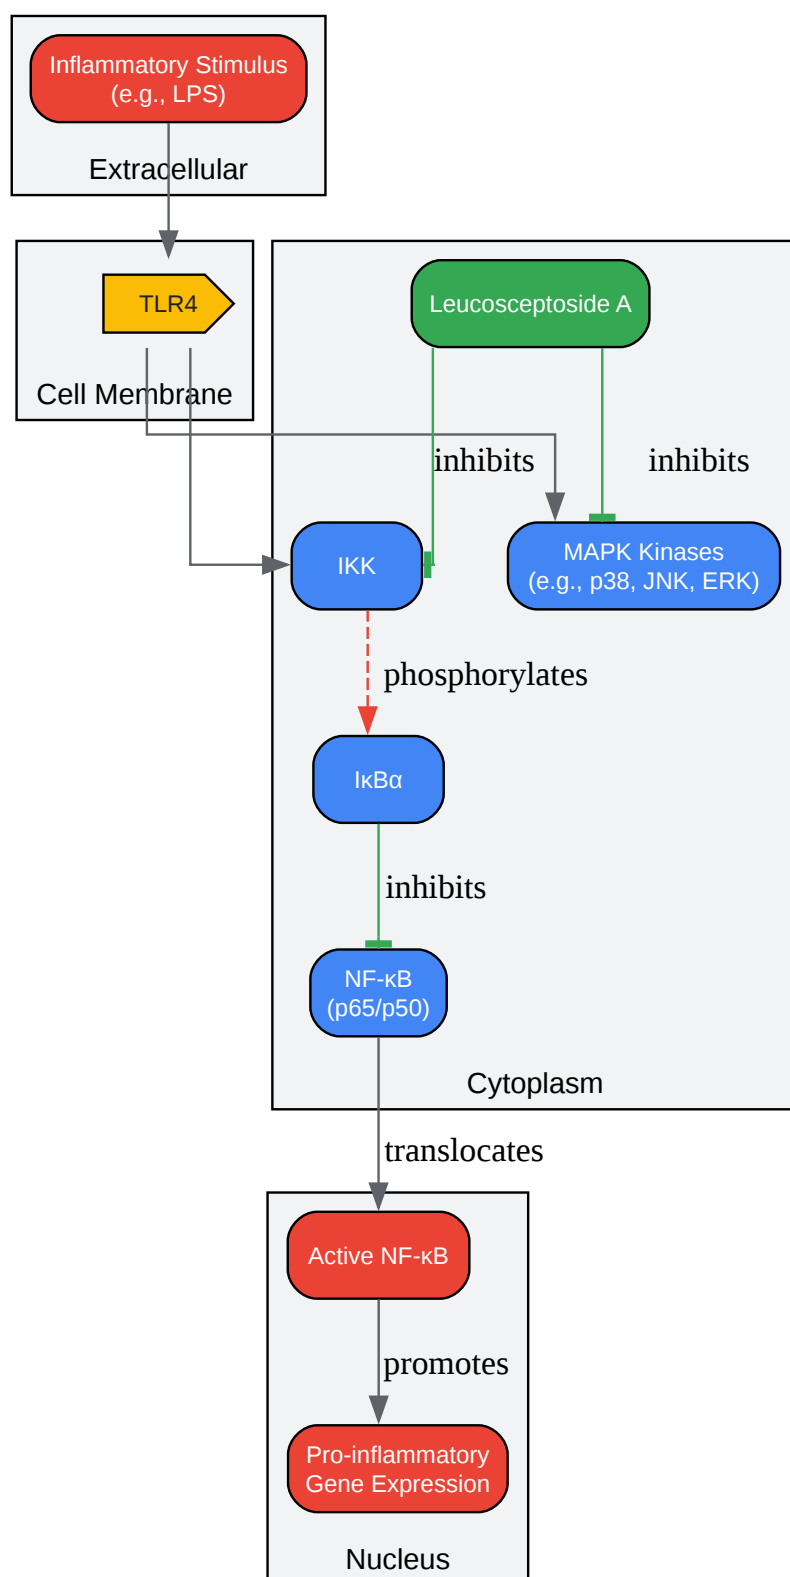 Inflammatory Stimulus
(e.g., LPS)
Extracellular
TLR4
Cell Membrane
Leucosceptoside A
inhibits
inhibits
IKK
MAPK Kinases
(e.g., p38, JNK, ERK)
phosphorylates
IκBα
inhibits
NF-κB
(p65/p50)
Cytoplasm
translocates
Active NF-κB
promotes
Pro-inflammatory
Gene Expression
Nucleus